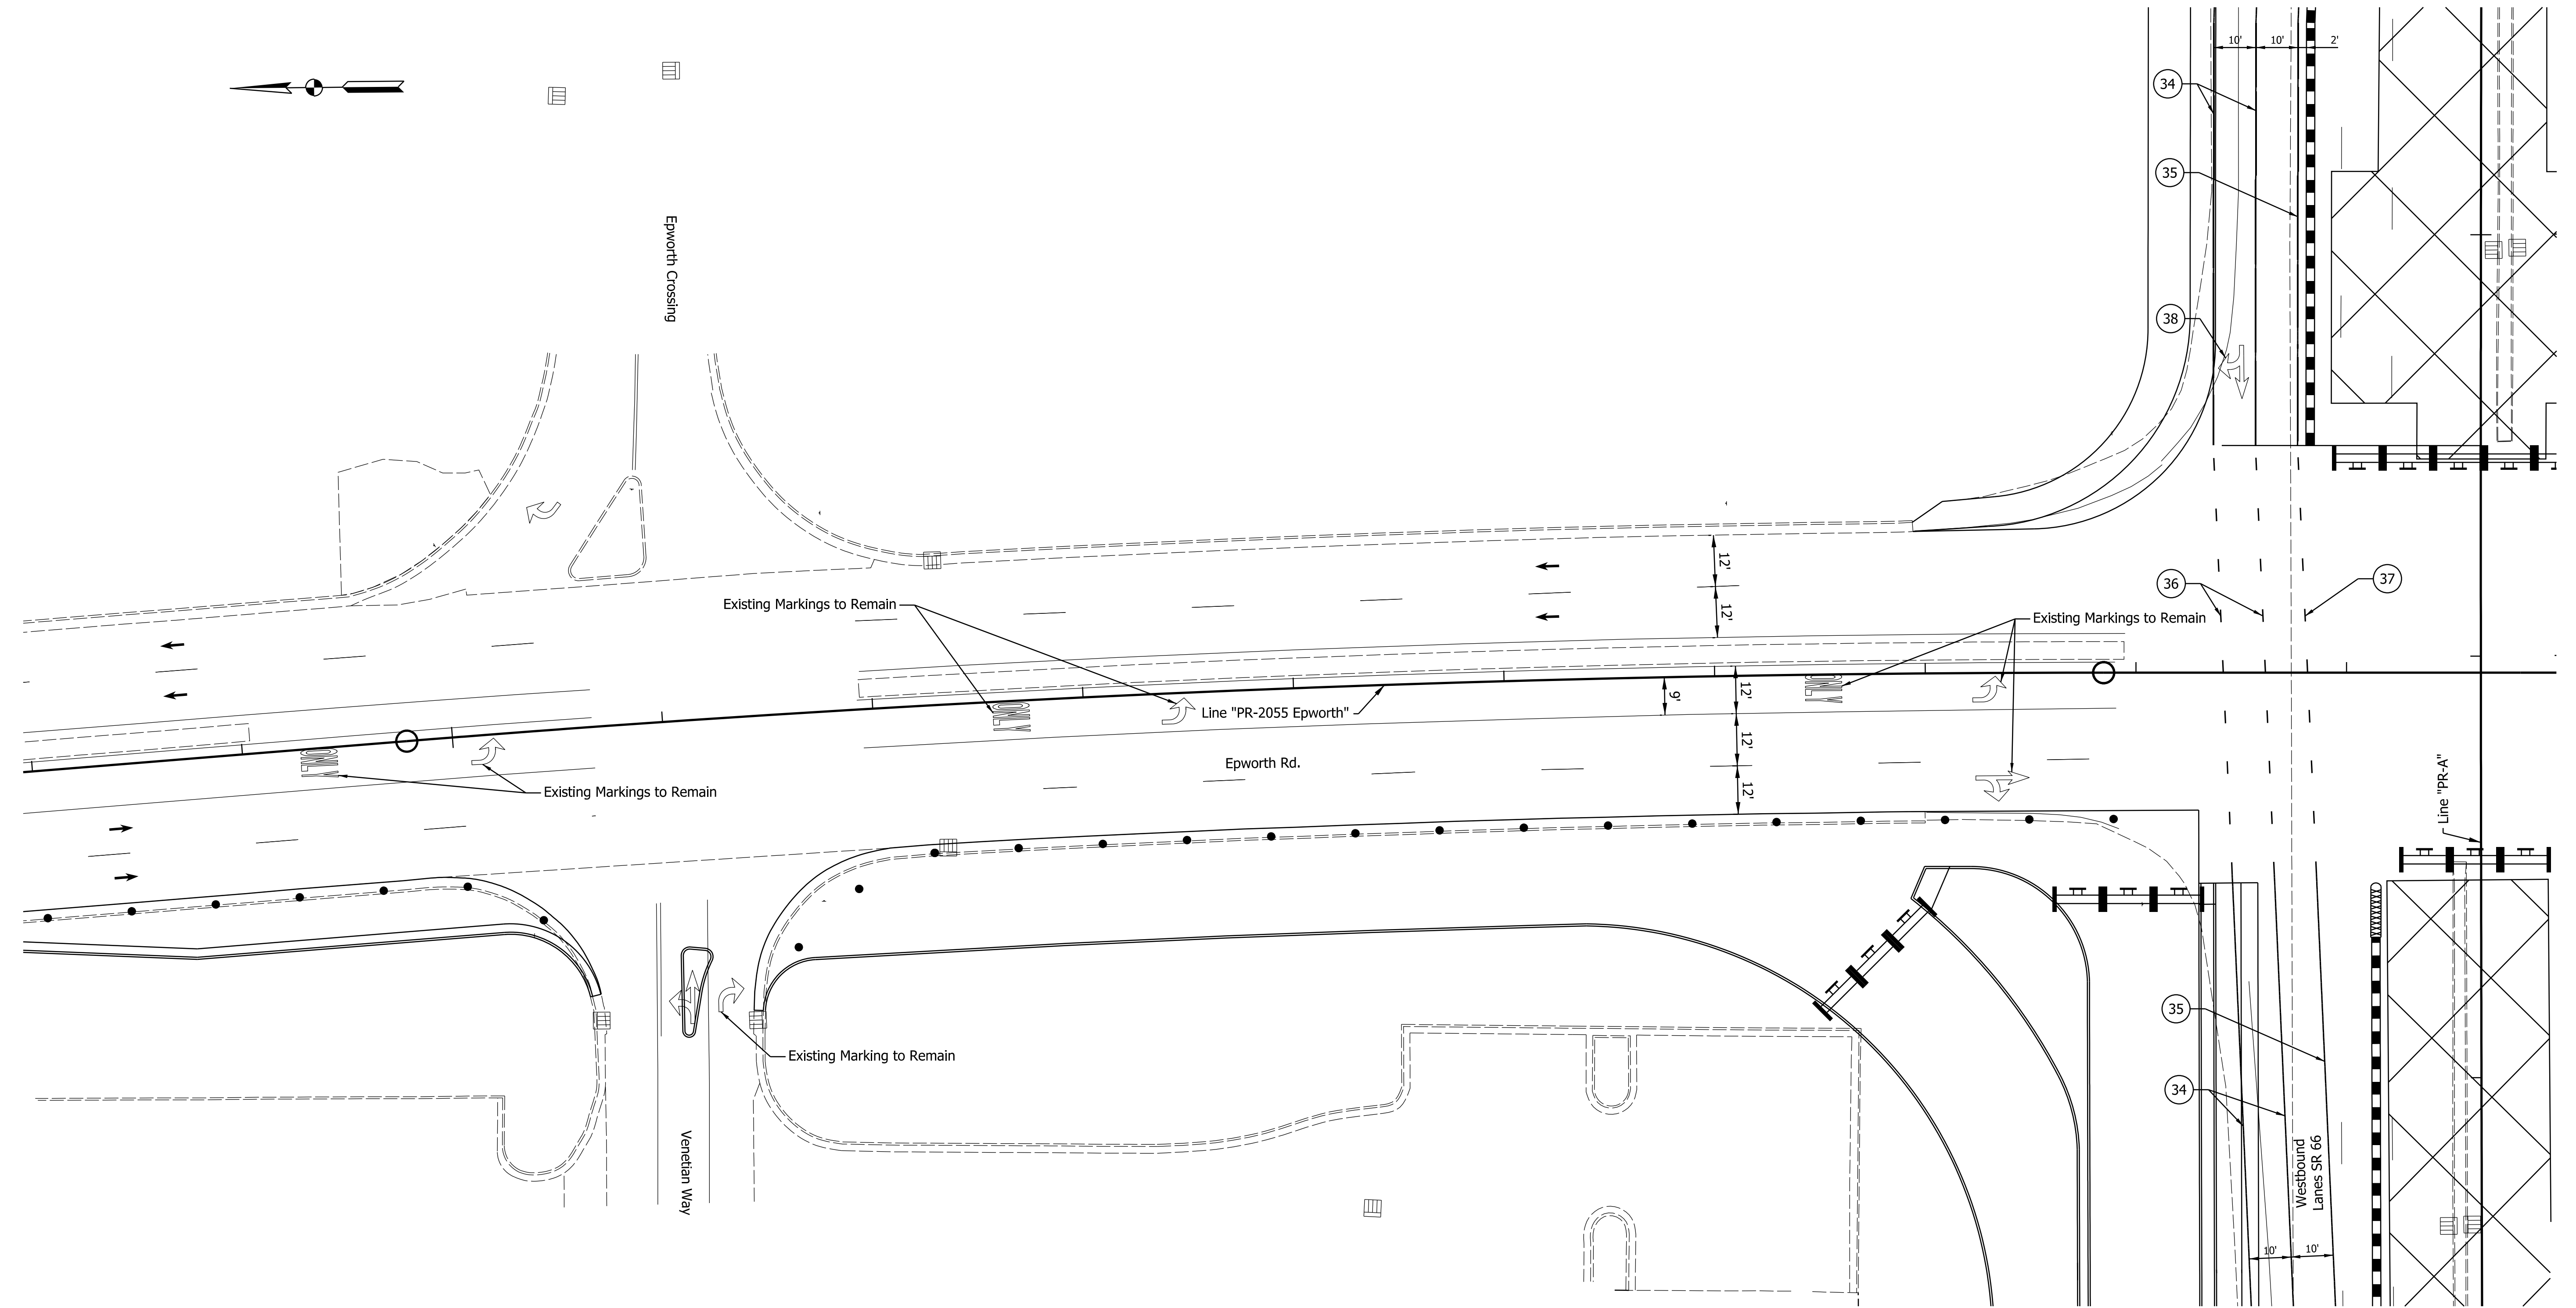 10'
10'
2'
34
35
38
Epworth Crossing
Existing Markings to Remain
12'
12'
36
37
Existing Markings to Remain
ONLY
ONLY
ONLY
Line "PR-2055 Epworth"
9'
12'
12'
12'
Epworth Rd.
Existing Markings to Remain
Line "PR-A"
Existing Marking to Remain
35
34
Venetian Way
Westbound
Lanes SR 66
10'
10'